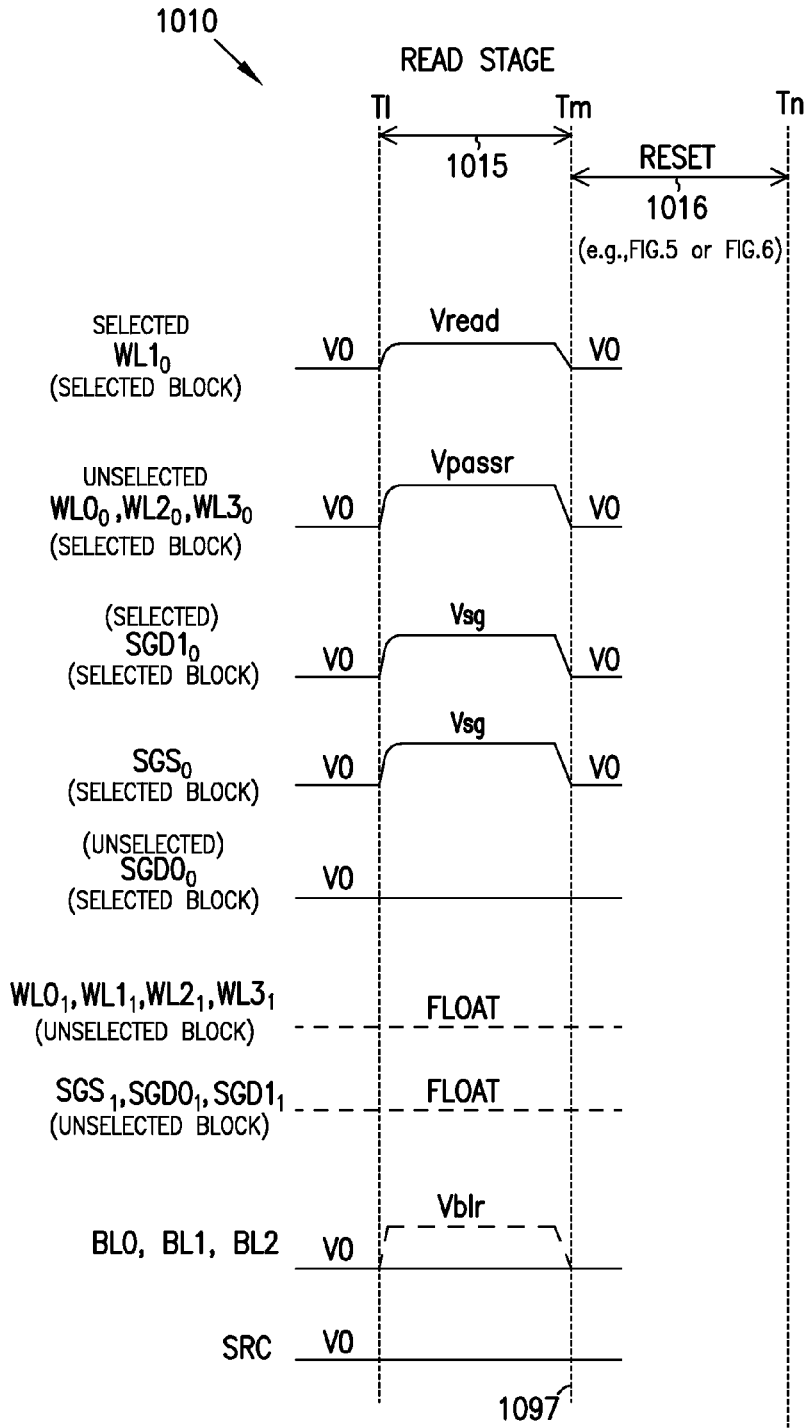 1010
READ STAGE
Tl Tm Tn
1015
RESET
1016
(e.g.,FIG.5 or FIG.6)
SELECTED
WL1₀
(SELECTED BLOCK)
V0 Vread V0
UNSELECTED
WL0₀,WL2₀,WL3₀
(SELECTED BLOCK)
V0 Vpassr V0
(SELECTED)
SGD1₀
(SELECTED BLOCK)
V0 Vsg V0
SGS₀
(SELECTED BLOCK)
V0 Vsg V0
(UNSELECTED)
SGD0₀
(SELECTED BLOCK)
V0
WL0₁,WL1₁,WL2₁,WL3₁
(UNSELECTED BLOCK)
FLOAT
SGS₁,SGD0₁,SGD1₁
(UNSELECTED BLOCK)
FLOAT
BL0, BL1, BL2 V0 Vblr
SRC V0
1097